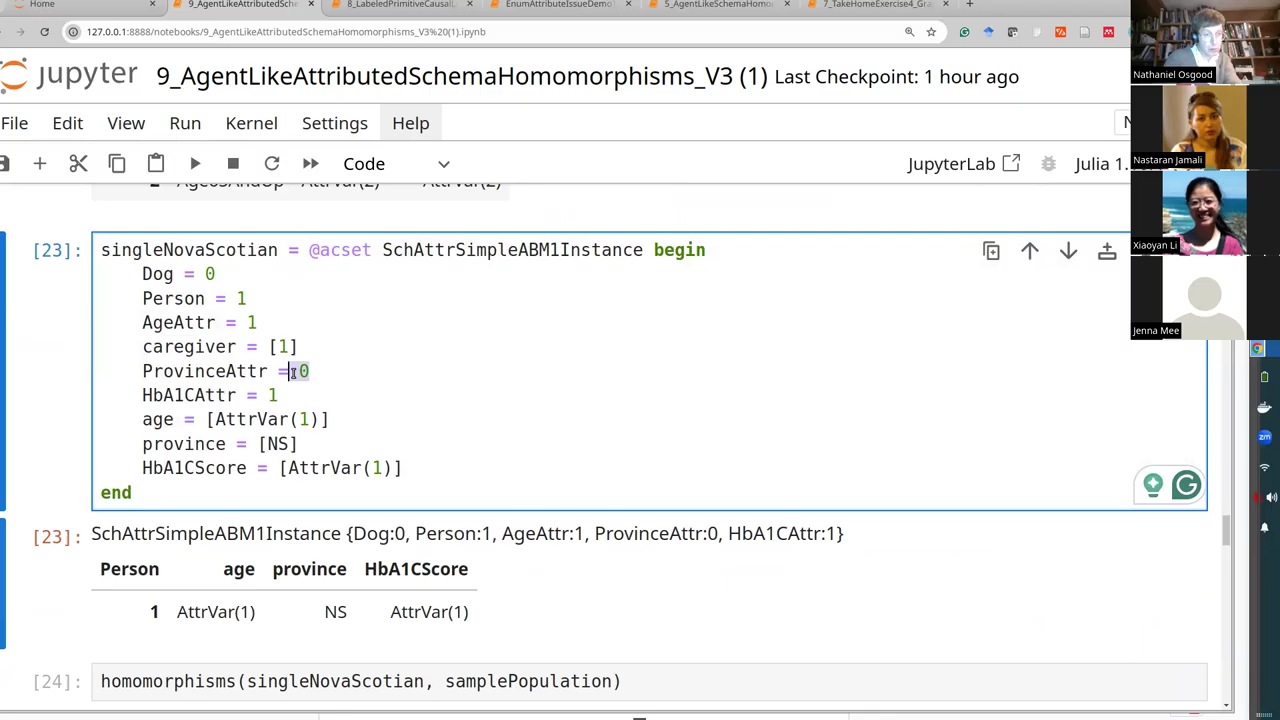 Home
9_AgentLikeAttributedSche
8_LabeledPrimitiveCausalL
EnumAttributeIssueDemo
5_AgentLikeSchemaHomom
7_TakeHomeExercise4_Gra
127.0.0.1:8888/notebooks/9_AgentLikeAttributedSchemaHomomorphisms_V3%20(1).ipynb
Jupyter 9_AgentLikeAttributedSchemaHomomorphisms_V3 (1) Last Checkpoint: 1 hour ago
File Edit View Run Kernel Settings Help
Code JupyterLab Julia 1.
[23]: singleNovaScotian = @acset SchAttrSimpleABM1Instance begin
Dog = 0
Person = 1
AgeAttr = 1
caregiver = [1]
ProvinceAttr = 0
HbA1CAttr = 1
age = [AttrVar(1)]
province = [NS]
HbA1CScore = [AttrVar(1)]
end
[23]: SchAttrSimpleABM1Instance {Dog:0, Person:1, AgeAttr:1, ProvinceAttr:0, HbA1CAttr:1}
Person age province HbA1CScore
1 AttrVar(1) NS AttrVar(1)
[24]: homomorphisms(singleNovaScotian, samplePopulation)
Nathaniel Osgood
Nastaran Jamali
Xiaoyan Li
Jenna Mee
zm